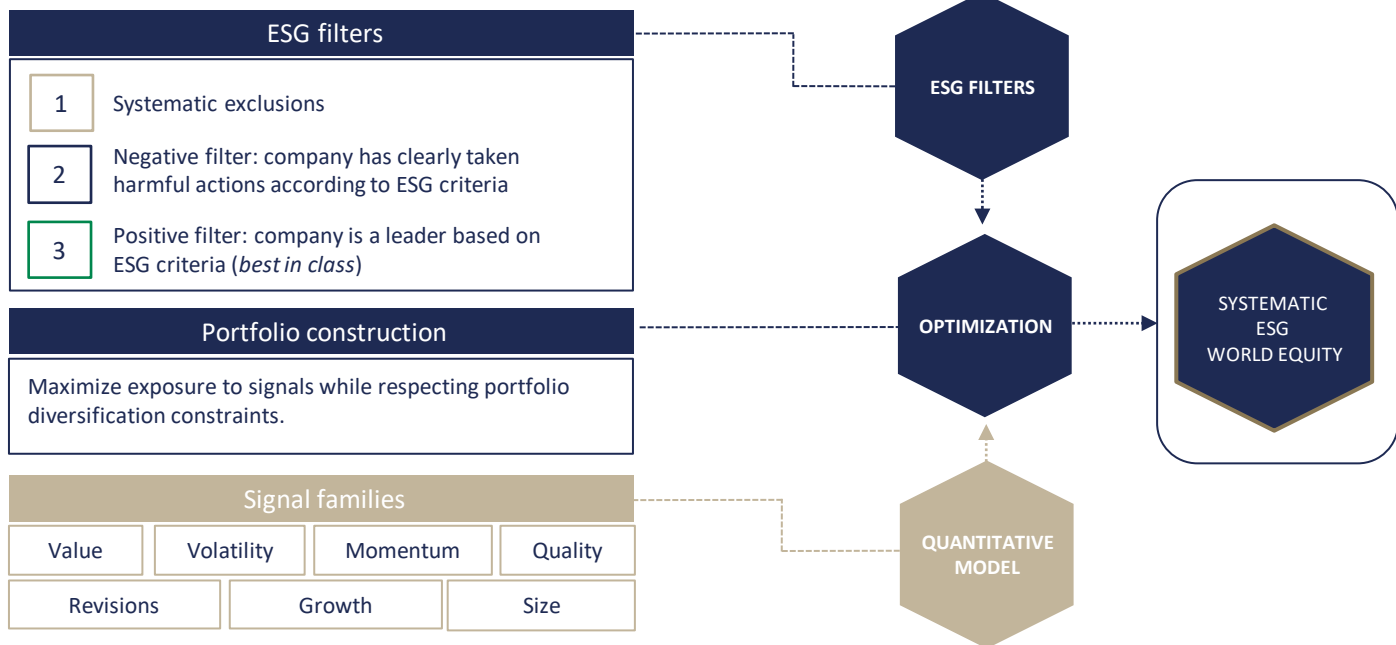 ESG filters
1
Systematic exclusions
2
Negative filter: company has clearly taken
harmful actions according to ESG criteria
3
Positive filter: company is a leader based on
ESG criteria (best in class)
Portfolio construction
Maximize exposure to signals while respecting portfolio
diversification constraints.
Signal families
Value
Volatility
Momentum
Quality
Revisions
Growth
Size
ESG FILTERS
OPTIMIZATION
QUANTITATIVE
MODEL
SYSTEMATIC
ESG
WORLD EQUITY